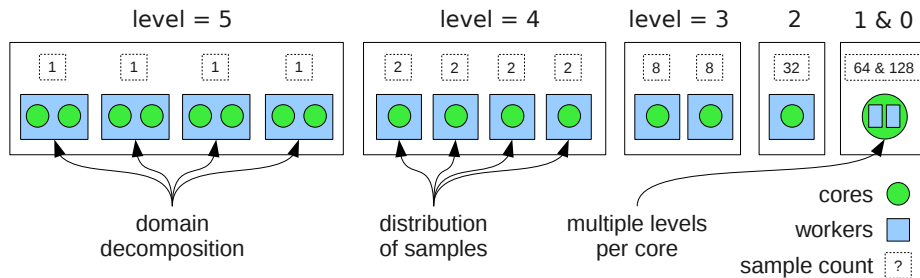 level = 5
level = 4
level = 3
2
1 & 0
1
1
1
1
2
2
2
2
8
8
32
64 & 128
domain
decomposition
distribution
of samples
multiple levels
per core
cores
workers
sample count
?